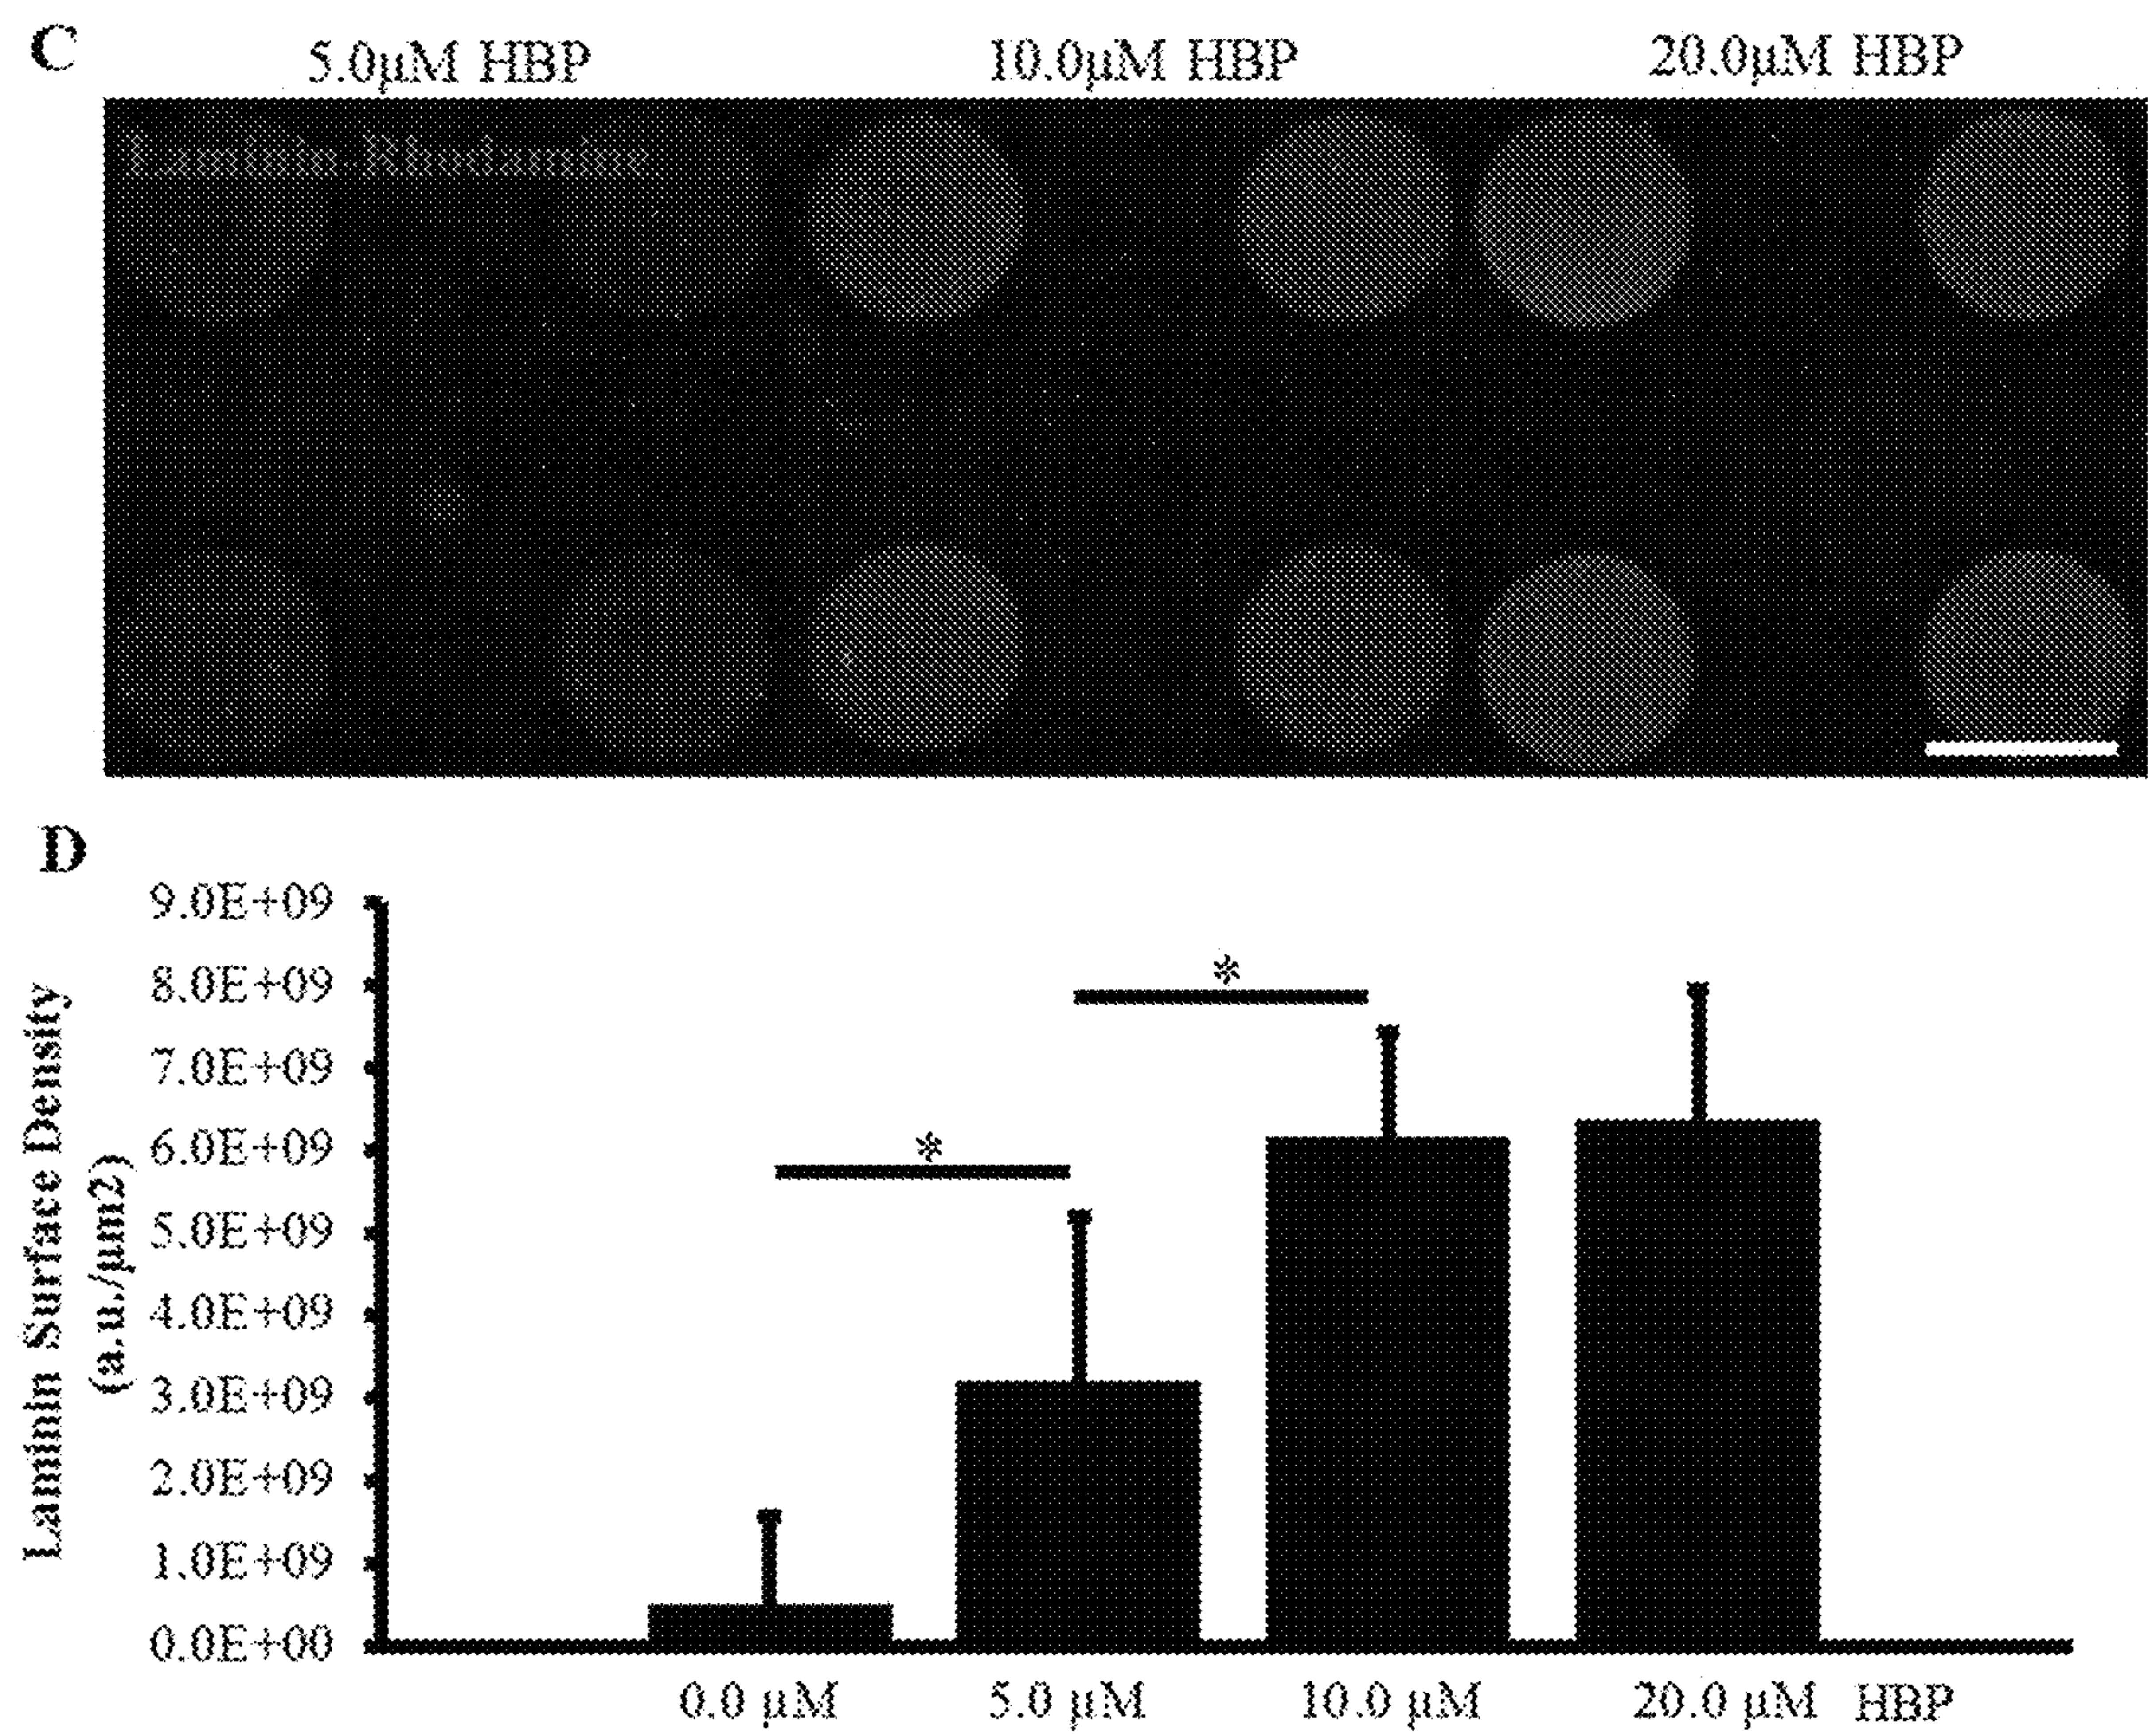 C
5.0µM HBP 10.0µM HBP 20.0µM HBP
Laminin-Rhodamine
D
Laminin Surface Density
(a.u./µm2)
9.0E+09
8.0E+09
7.0E+09
6.0E+09
5.0E+09
4.0E+09
3.0E+09
2.0E+09
1.0E+09
0.0E+00
*
*
0.0 µM 5.0 µM 10.0 µM 20.0 µM HBP